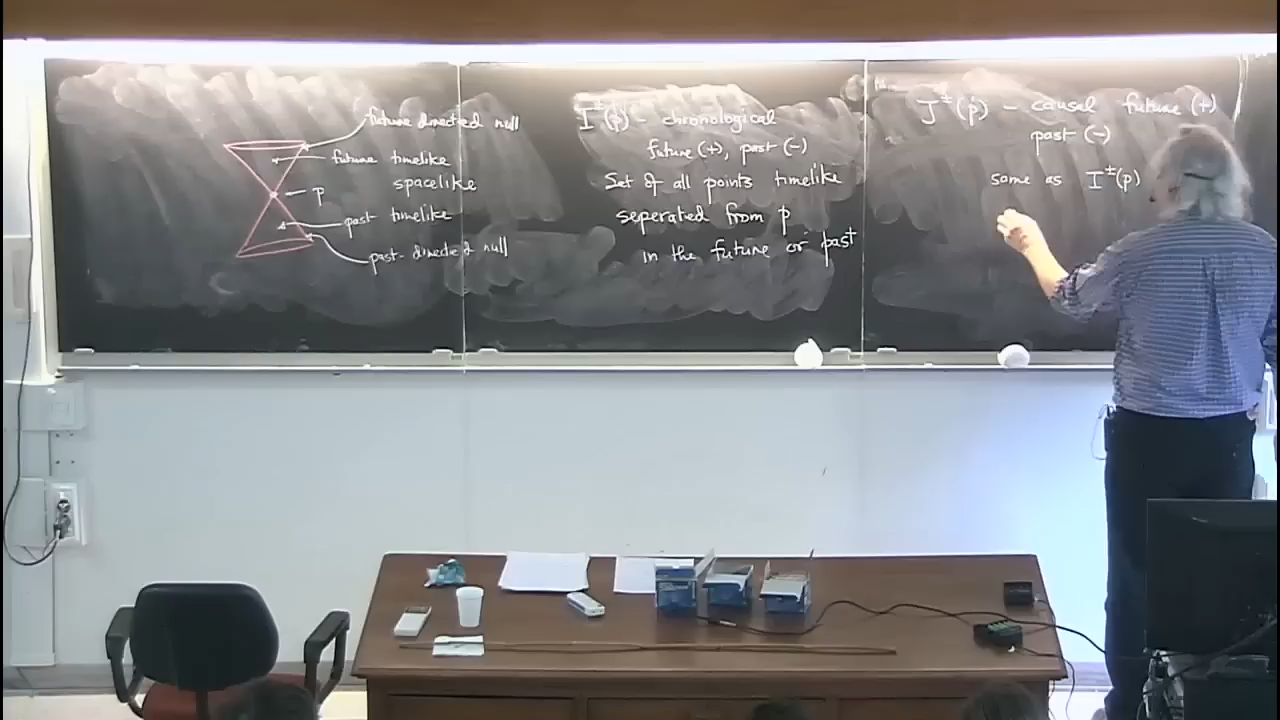 future directed null
future timelike
p spacelike
past timelike
past-directed null
I±(p) - chronological
future (+), past (-)
Set of all points timelike
seperated from p
in the future or past
J±(p) - causal future (+)
past (-)
same as I±(p)